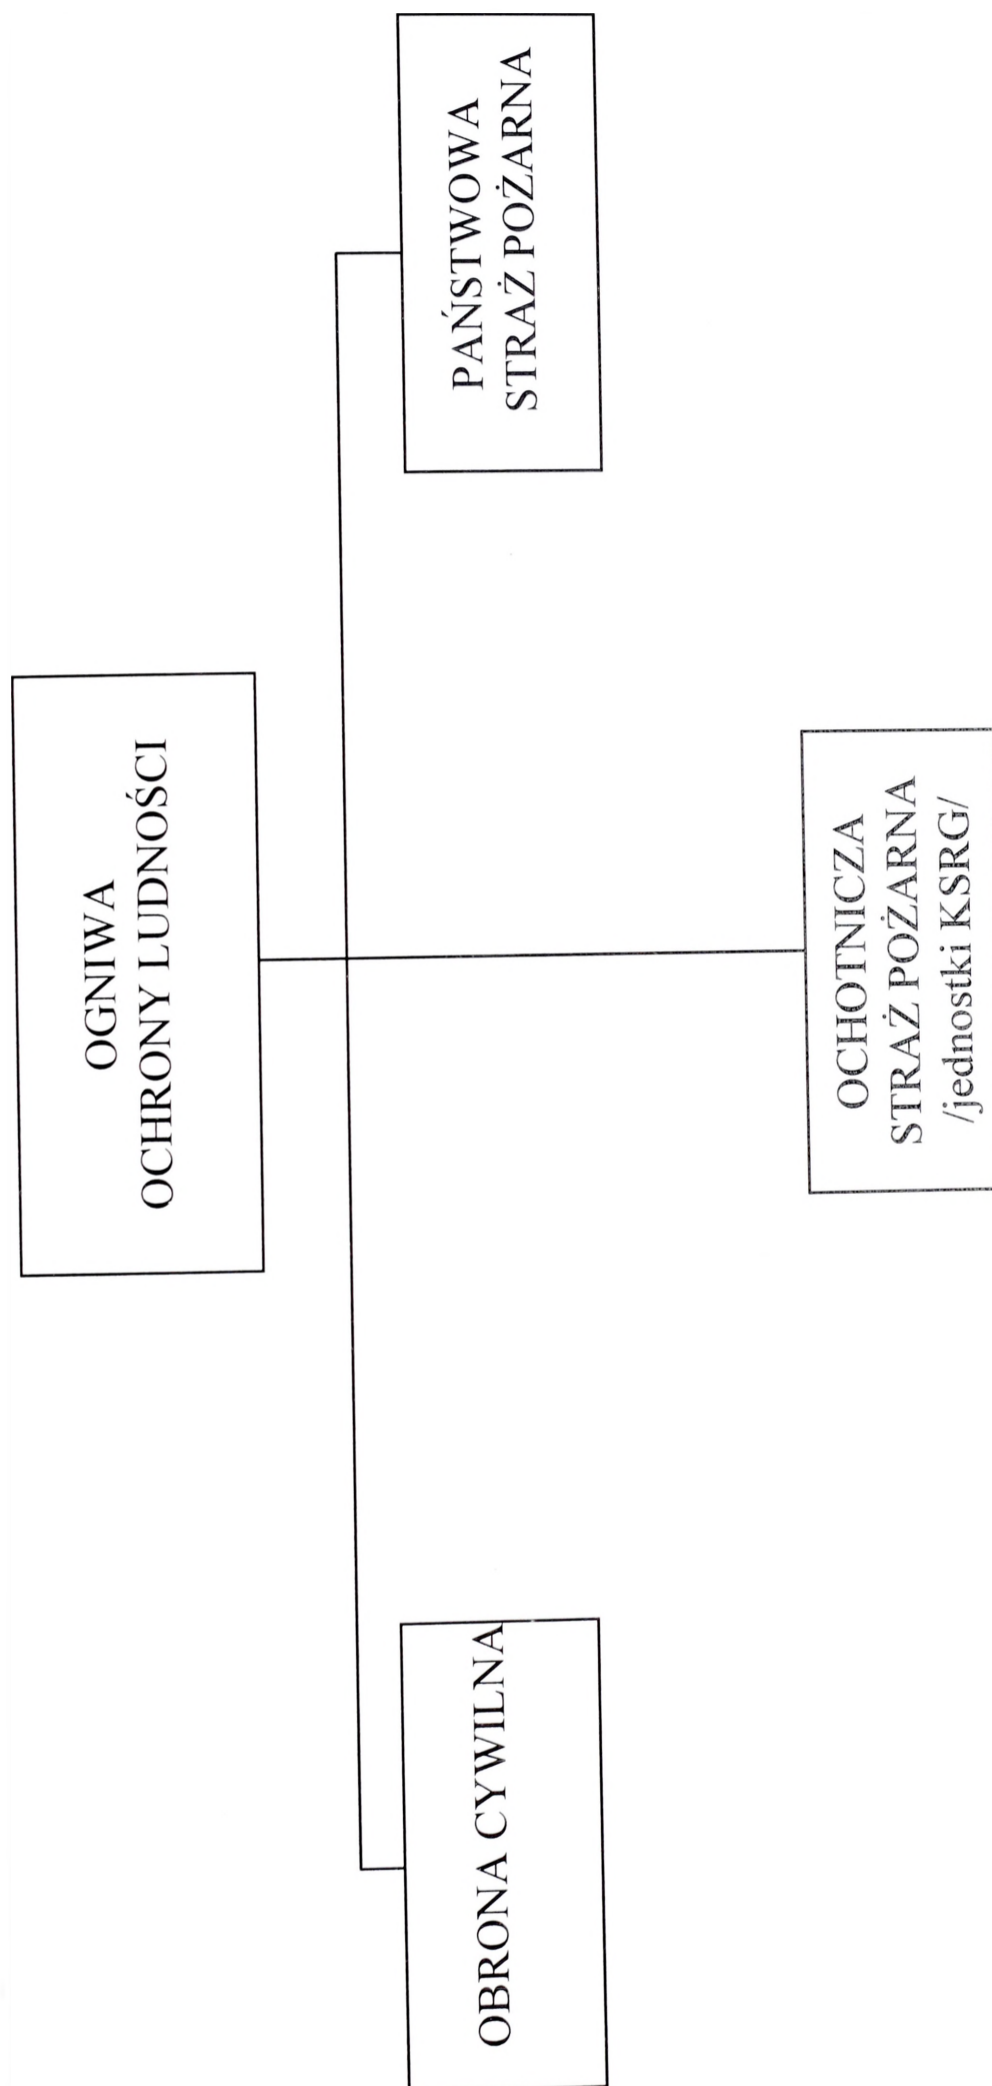 OGNIWA
OCHRONY LUDNOŚCI
OBRONA CYWILNA
PAŃSTWOWA
STRAŻ POŻARNA
OCHOTNICZA
STRAŻ POŻARNA
/jednostki KSRG/